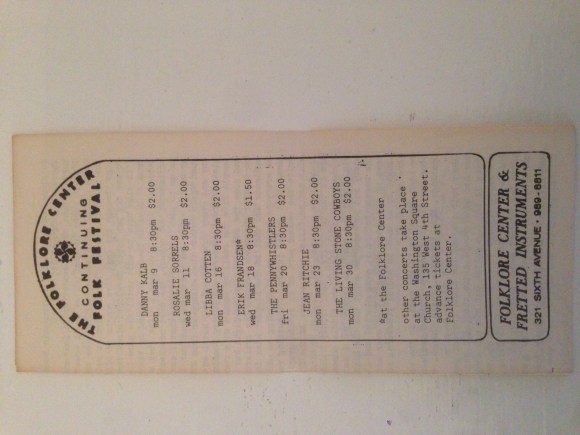 THE FOLKLORE CENTER
CONTINUING
FOLK FESTIVAL
DANNY KALB
mon mar 9 8:30pm $2.00
ROSALIE SORRELS
wed mar 11 8:30pm $2.00
LIBBA COTTEN
mon mar 16 8:30pm $2.00
ERIK FRANDSEN*
wed mar 18 8:30pm $1.50
THE PENNYWHISTLERS
fri mar 20 8:30pm $2.00
JEAN RITCHIE
mon mar 23 8:30pm $2.00
THE LIVING STONE COWBOYS
mon mar 30 8:30pm $2.00
*at the Folklore Center
other concerts take place
at the Washington Square
Church, 135 West 4th Street.
advance tickets at
Folklore Center.
FOLKLORE CENTER &
FRETTED INSTRUMENTS
321 SIXTH AVENUE · 989-8811